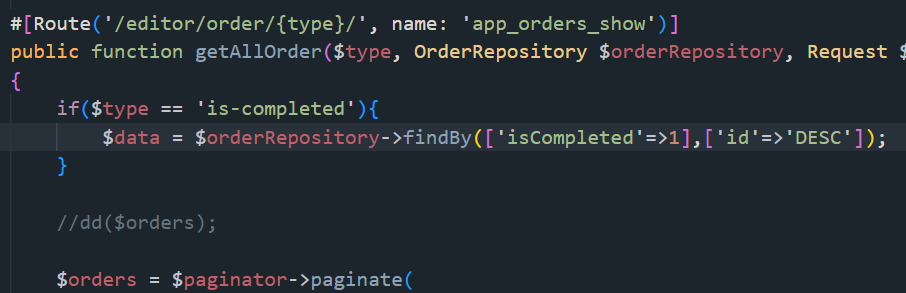 #[Route('/editor/order/{type}/', name: 'app_orders_show')]
public function getAllOrder($type, OrderRepository $orderRepository, Request $
{
if($type == 'is-completed'){
$data = $orderRepository->findBy(['isCompleted'=>1],['id'=>'DESC']);
}
//dd($orders);
$orders = $paginator->paginate(